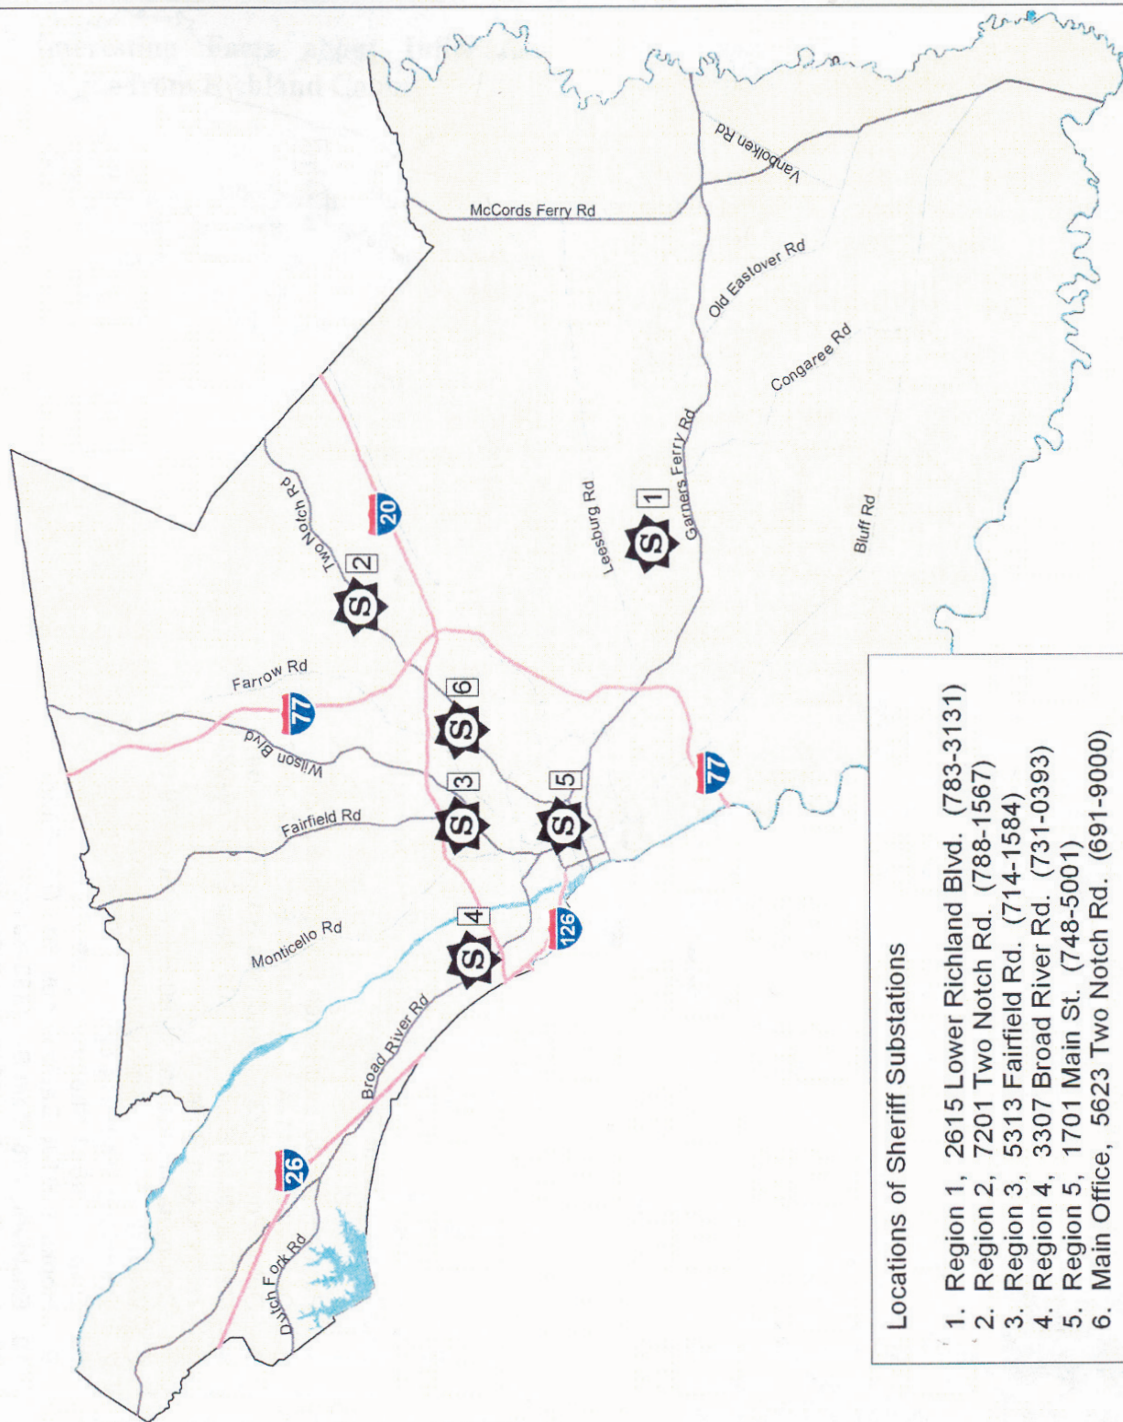 McCords Ferry Rd
Vanboklen Rd
Old Eastover Rd
Congaree Rd
Garners Ferry Rd
Leesburg Rd
Bluff Rd
Two Notch Rd
20
S 1
S 2
Farrow Rd
77
Wilson Blvd
S 6
S 3
S 5
77
Fairfield Rd
Monticello Rd
S 4
126
Broad River Rd
26
Dutch Fork Rd
Locations of Sheriff Substations
1. Region 1, 2615 Lower Richland Blvd. (783-3131)
2. Region 2, 7201 Two Notch Rd. (788-1567)
3. Region 3, 5313 Fairfield Rd. (714-1584)
4. Region 4, 3307 Broad River Rd. (731-0393)
5. Region 5, 1701 Main St. (748-5001)
6. Main Office, 5623 Two Notch Rd. (691-9000)